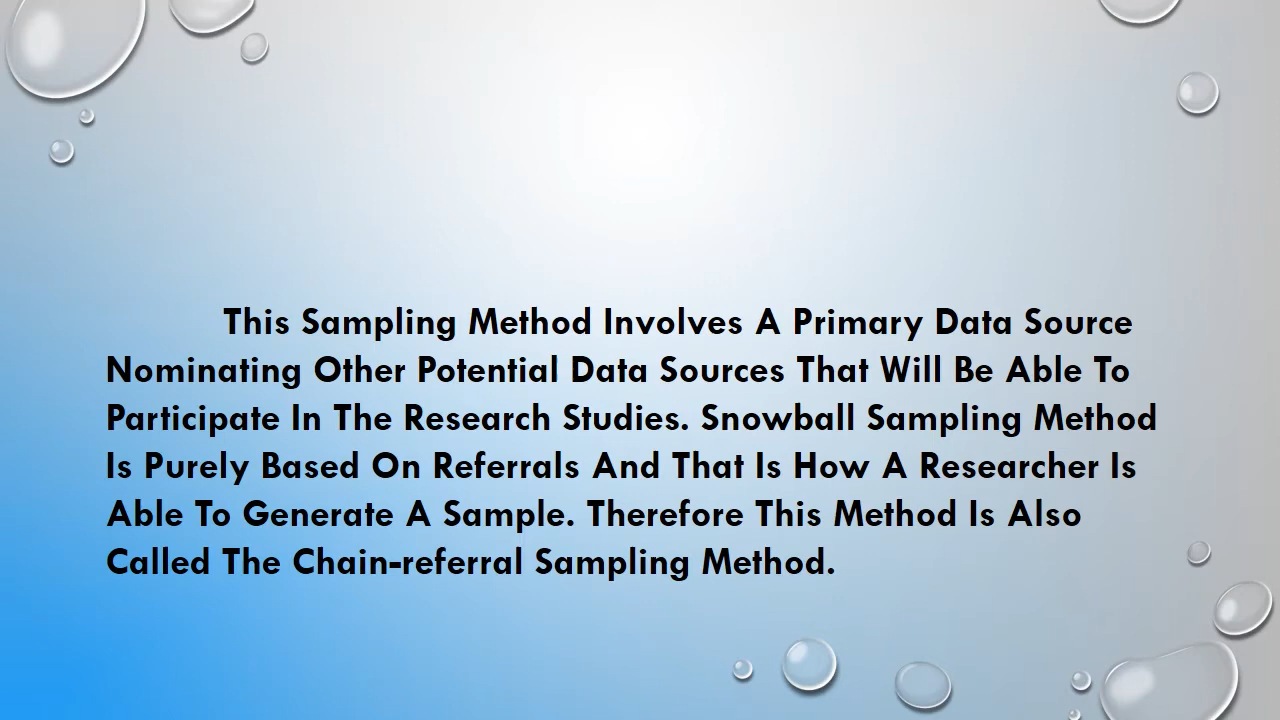 This Sampling Method Involves A Primary Data Source
Nominating Other Potential Data Sources That Will Be Able To
Participate In The Research Studies. Snowball Sampling Method
Is Purely Based On Referrals And That Is How A Researcher Is
Able To Generate A Sample. Therefore This Method Is Also
Called The Chain-referral Sampling Method.